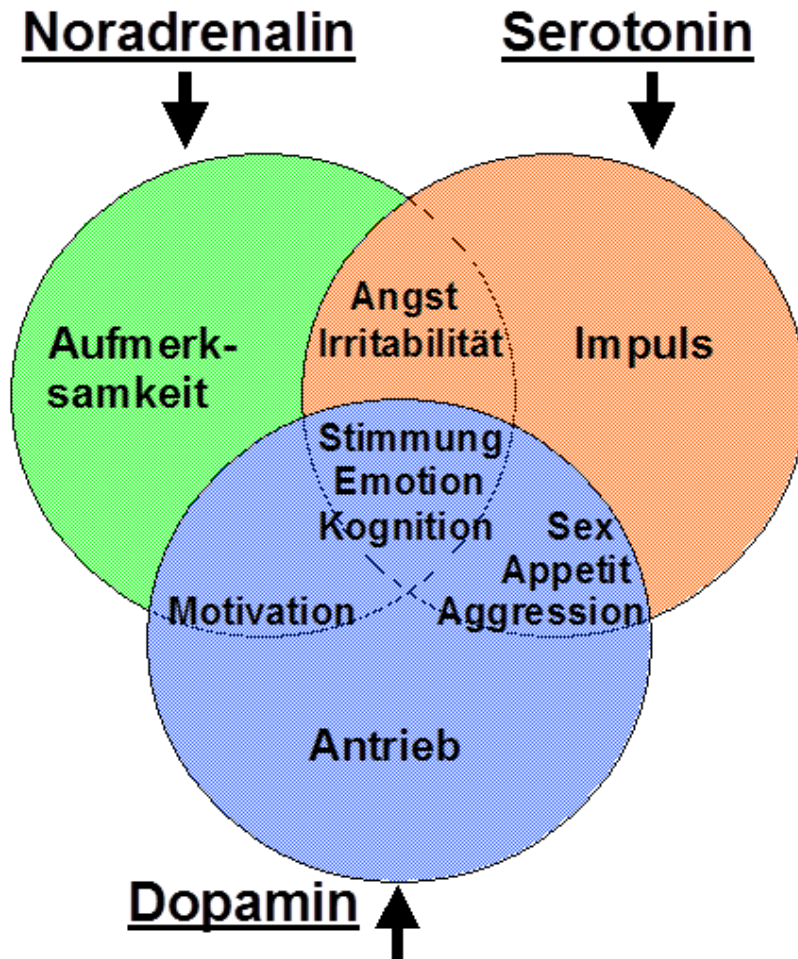 Noradrenalin
Serotonin
Angst
Irritabilität
Aufmerk-
samkeit
Impuls
Stimmung
Emotion
Kognition
Sex
Appetit
Aggression
Motivation
Antrieb
Dopamin